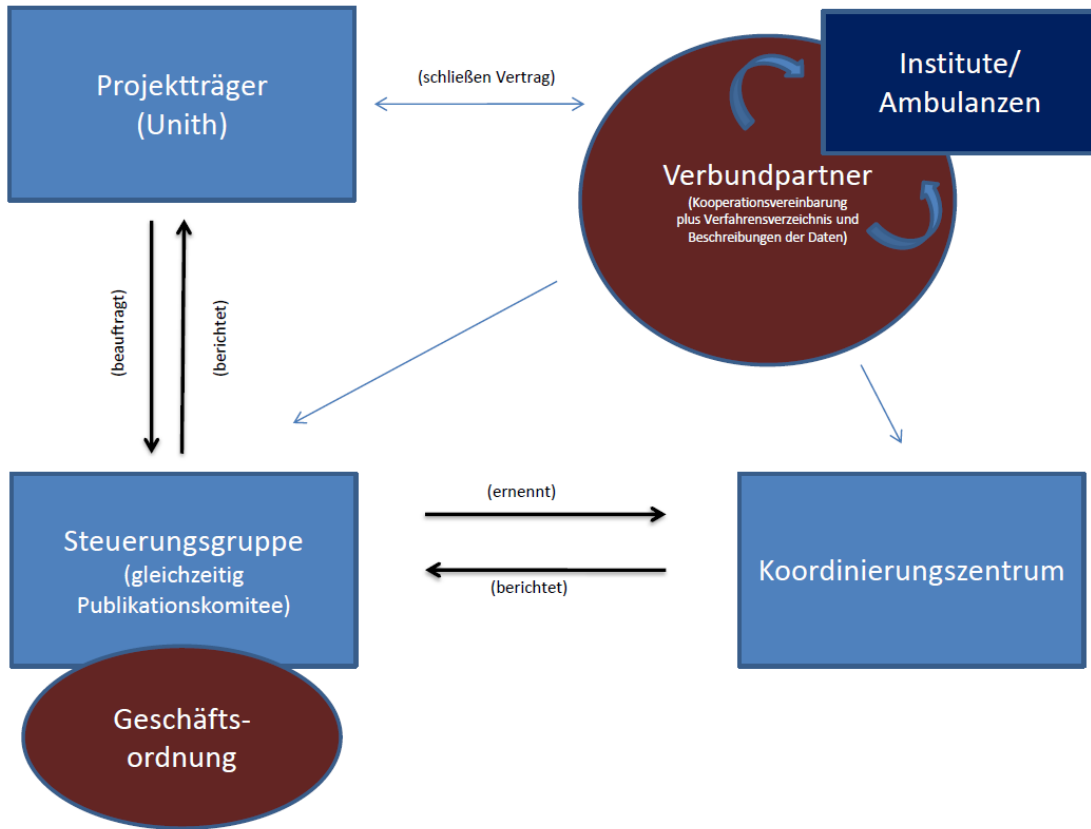 Projektträger
(Unith)
(schließen Vertrag)
Institute/
Ambulanzen
Verbundpartner
(Kooperationsvereinbarung
plus Verfahrensverzeichnis und
Beschreibungen der Daten)
(beauftragt)
(berichtet)
Steuerungsgruppe
(gleichzeitig
Publikationskomitee)
(ernennt)
(berichtet)
Koordinierungszentrum
Geschäfts-
ordnung